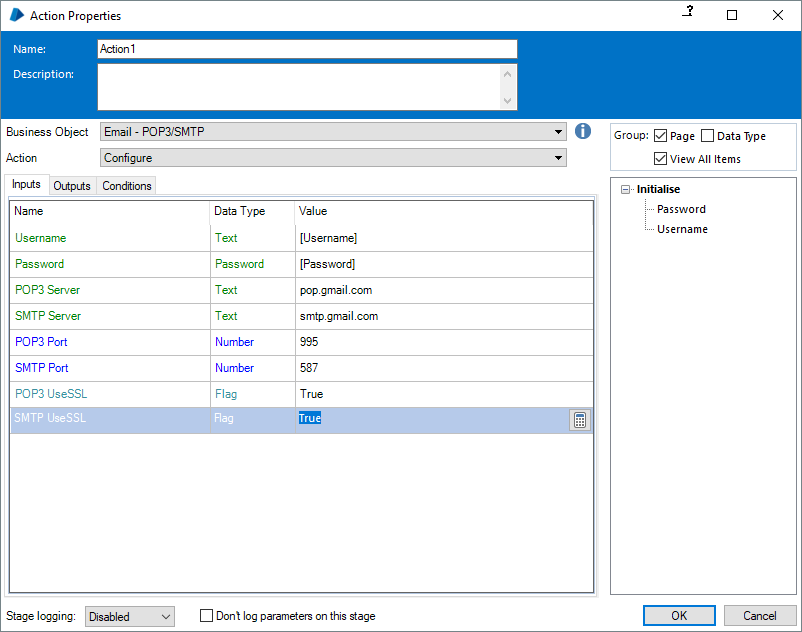 Action Properties
?
Name: Action1
Description:
Business Object Email - POP3/SMTP
Action Configure
Group: Page Data Type
View All Items
Inputs Outputs Conditions
Name Data Type Value
Username Text [Username]
Password Password [Password]
POP3 Server Text pop.gmail.com
SMTP Server Text smtp.gmail.com
POP3 Port Number 995
SMTP Port Number 587
POP3 UseSSL Flag True
SMTP UseSSL Flag True
Initialise
Password
Username
Stage logging: Disabled Don't log parameters on this stage
OK Cancel